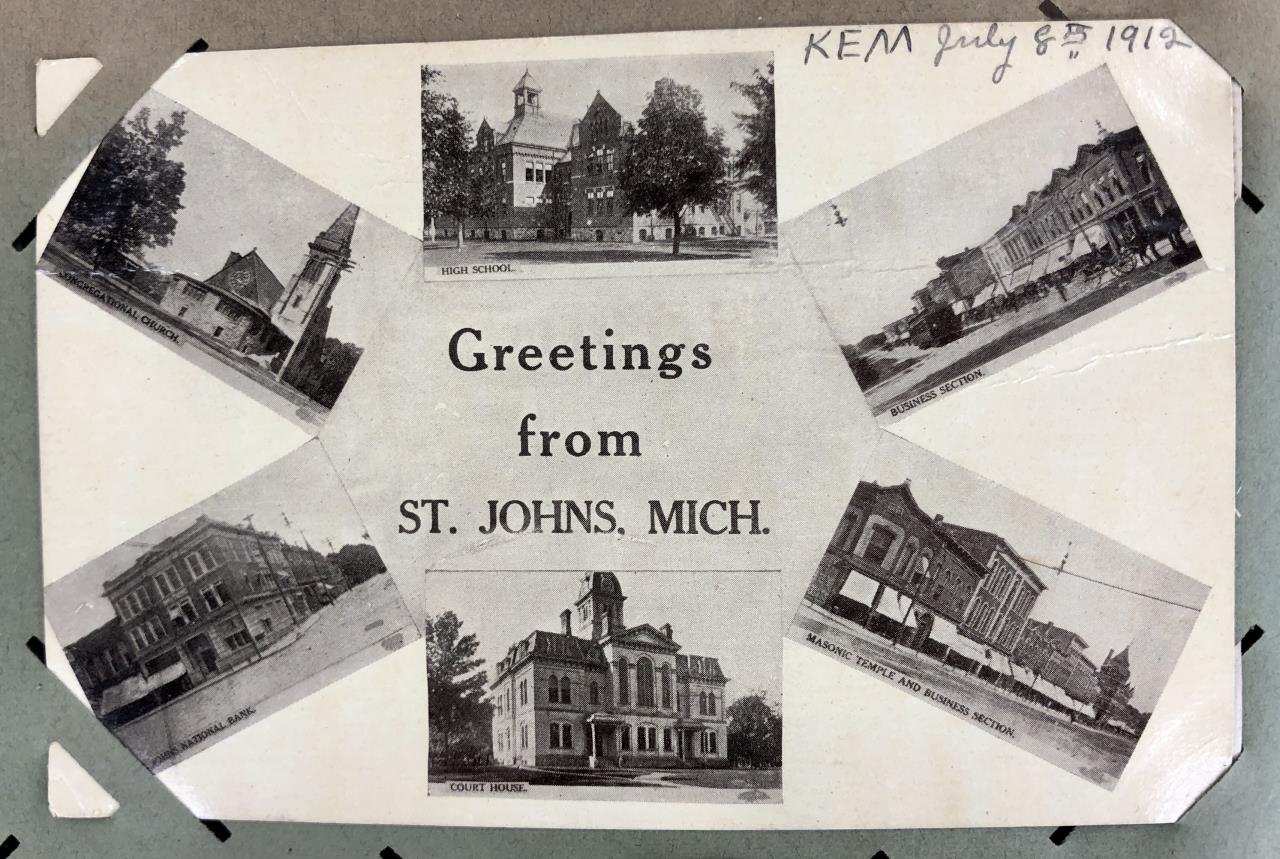 KEM July 8th 1912
HIGH SCHOOL.
CONGREGATIONAL CHURCH.
BUSINESS SECTION.
Greetings
from
ST. JOHNS, MICH.
JOHNS NATIONAL BANK.
MASONIC TEMPLE AND BUSINESS SECTION.
COURT HOUSE.